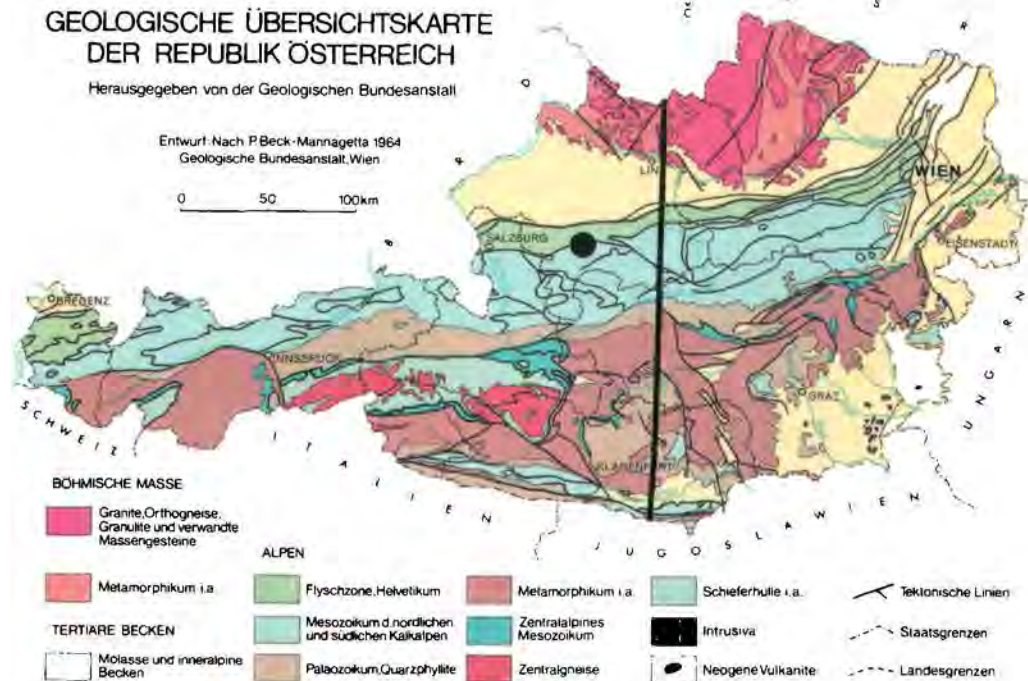 GEOLOGISCHE ÜBERSICHTSKARTE
DER REPUBLIK ÖSTERREICH
Herausgegeben von der Geologischen Bundesanstalt
Entwurf: Nach P. Beck-Mannagetta 1964
Geologische Bundesanstalt, Wien
0 50 100km
Č S
LIN
WIEN
SALZBURG
EISENSTADT
BREGENZ
INNSBRUCK
GRAZ
KLAGENFURT
SCHWEIZ
ITALIEN
JUGOSLAWIEN
UNGARN
BÖHMISCHE MASSE
Granite, Orthogneise,
Granulite und verwandte
Massengesteine
Metamorphikum i.a.
TERTIÄRE BECKEN
Molasse und inneralpine
Becken
ALPEN
Flyschzone, Helvetikum
Mesozoikum d. nördlichen
und südlichen Kalkalpen
Paläozoikum, Quarzphyllite
Metamorphikum i.a.
Zentralalpines
Mesozoikum
Zentralgneise
Schieferhülle i.a.
Intrusiva
Neogene Vulkanite
Tektonische Linien
Staatsgrenzen
Landesgrenzen